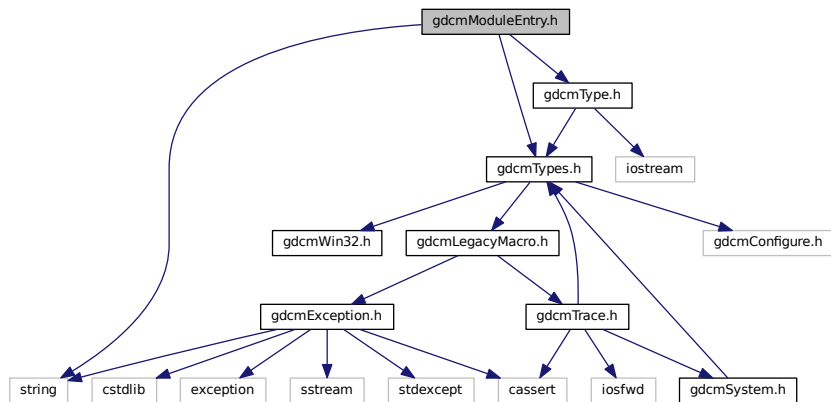 gdcmModuleEntry.h
gdcmType.h
gdcmTypes.h
iostream
gdcmWin32.h
gdcmLegacyMacro.h
gdcmConfigure.h
gdcmException.h
gdcmTrace.h
string
cstdlib
exception
sstream
stdexcept
cassert
iosfwd
gdcmSystem.h